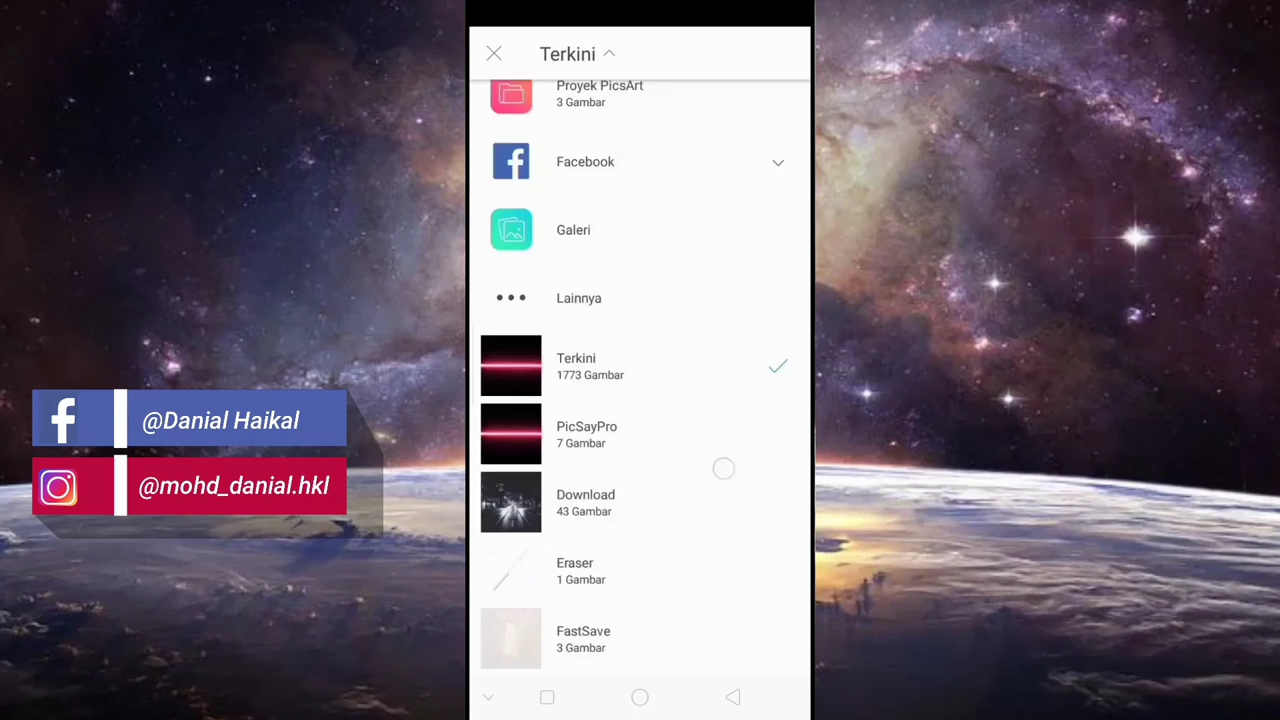 Terkini
Proyek PicsArt
3 Gambar
Facebook
Galeri
Lainnya
Terkini
1773 Gambar
PicSayPro
7 Gambar
Download
43 Gambar
Eraser
1 Gambar
FastSave
3 Gambar
@Danial Haikal
@mohd_danial.hkl